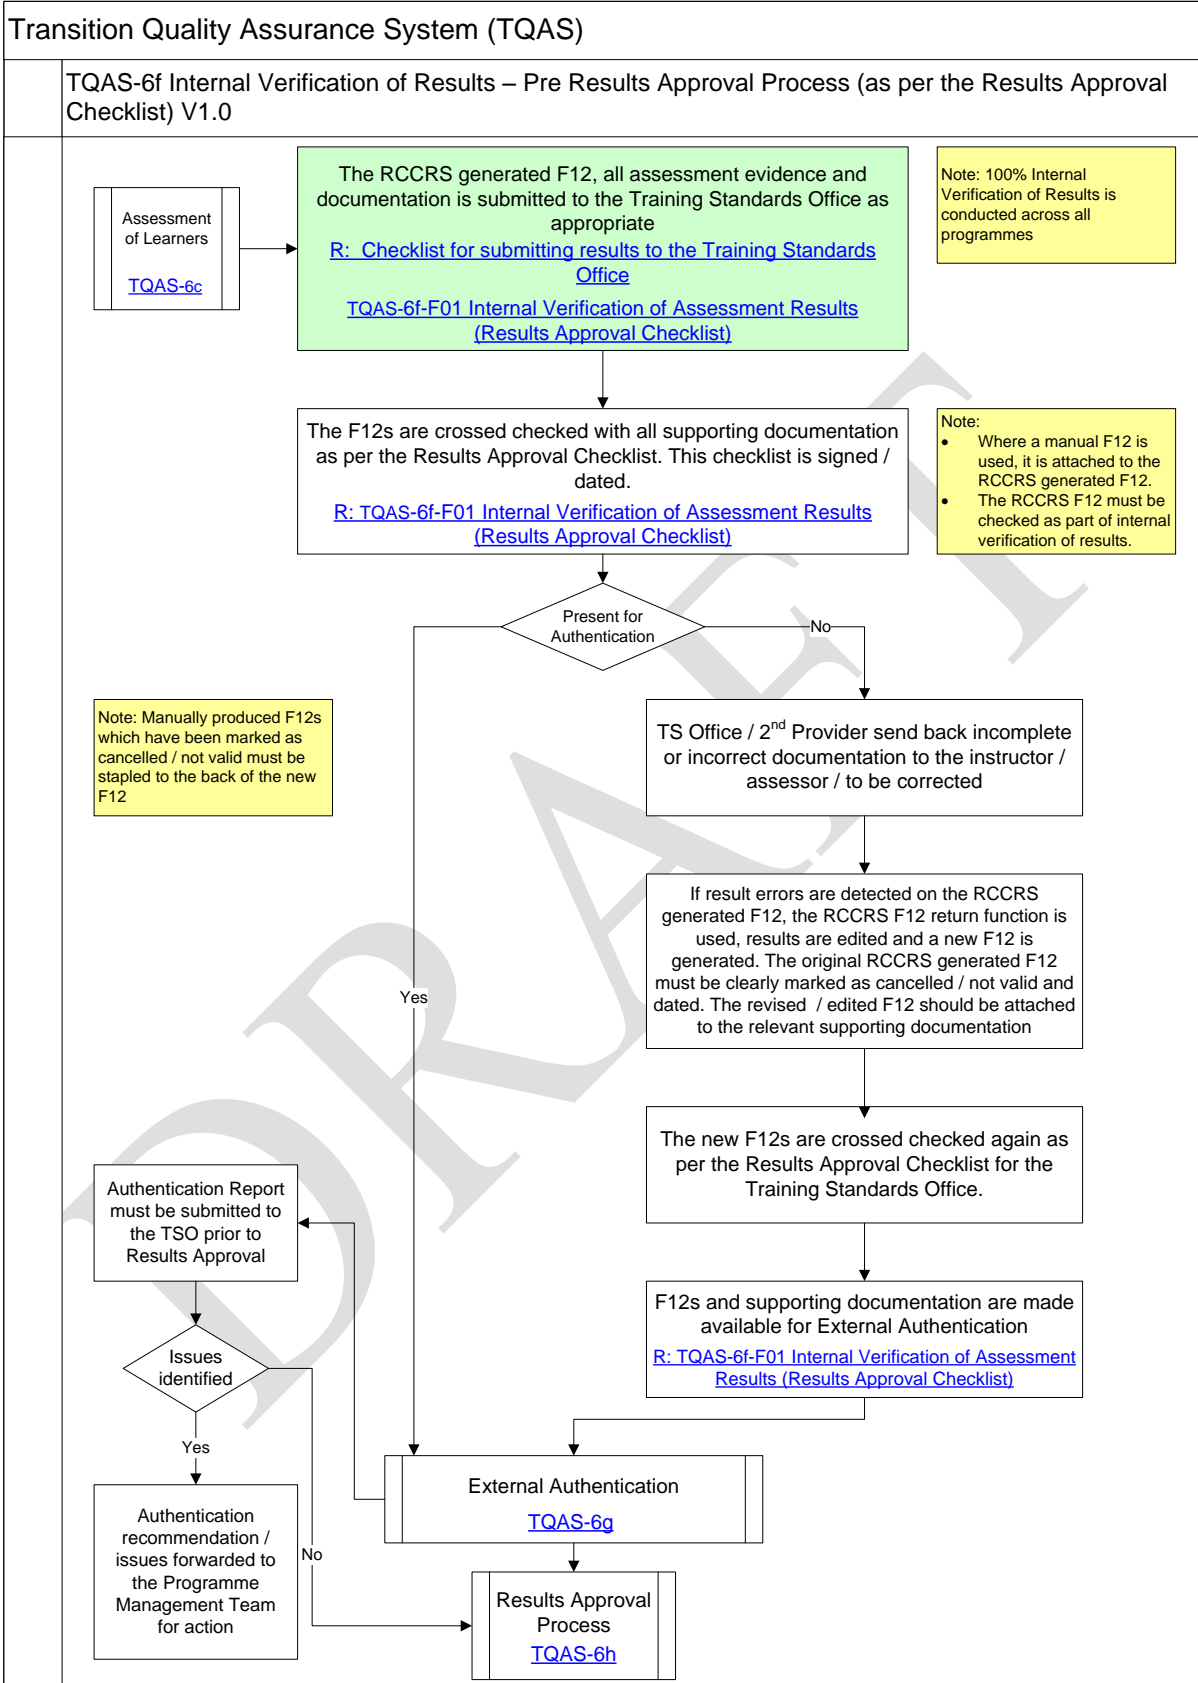 Transition Quality Assurance System (TQAS)
TQAS-6f Internal Verification of Results – Pre Results Approval Process (as per the Results Approval
Checklist) V1.0
Assessment
of Learners
TQAS-6c
The RCCRS generated F12, all assessment evidence and
documentation is submitted to the Training Standards Office as
appropriate
R:  Checklist for submitting results to the Training Standards
Office
TQAS-6f-F01 Internal Verification of Assessment Results
(Results Approval Checklist)
Note: 100% Internal
Verification of Results is
conducted across all
programmes
The F12s are crossed checked with all supporting documentation
as per the Results Approval Checklist. This checklist is signed /
dated.
R: TQAS-6f-F01 Internal Verification of Assessment Results
(Results Approval Checklist)
Note:
• Where a manual F12 is
used, it is attached to the
RCCRS generated F12.
• The RCCRS F12 must be
checked as part of internal
verification of results.
Present for
Authentication
No
Note: Manually produced F12s
which have been marked as
cancelled / not valid must be
stapled to the back of the new
F12
TS Office / 2nd Provider send back incomplete
or incorrect documentation to the instructor /
assessor / to be corrected
If result errors are detected on the RCCRS
generated F12, the RCCRS F12 return function is
used, results are edited and a new F12 is
generated. The original RCCRS generated F12
must be clearly marked as cancelled / not valid and
dated. The revised  / edited F12 should be attached
to the relevant supporting documentation
Yes
The new F12s are crossed checked again as
per the Results Approval Checklist for the
Training Standards Office.
Authentication Report
must be submitted to
the TSO prior to
Results Approval
F12s and supporting documentation are made
available for External Authentication
R: TQAS-6f-F01 Internal Verification of Assessment
Results (Results Approval Checklist)
Issues
identified
Yes
External Authentication
TQAS-6g
Authentication
recommendation /
issues forwarded to
the Programme
Management Team
for action
No
Results Approval
Process
TQAS-6h
DRAFT